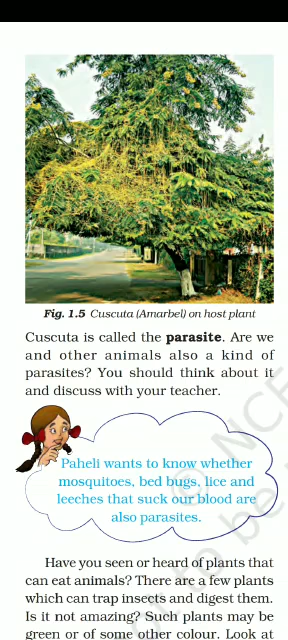 Fig. 1.5 Cuscuta (Amarbel) on host plant
Cuscuta is called the parasite. Are we
and other animals also a kind of
parasites? You should think about it
and discuss with your teacher.
Paheli wants to know whether
mosquitoes, bed bugs, lice and
leeches that suck our blood are
also parasites.
Have you seen or heard of plants that
can eat animals? There are a few plants
which can trap insects and digest them.
Is it not amazing? Such plants may be
green or of some other colour. Look at